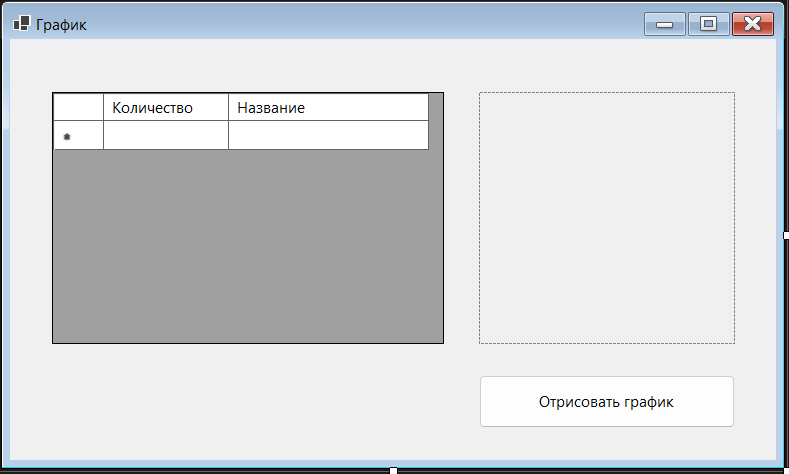 График
Количество Название
Отрисовать график